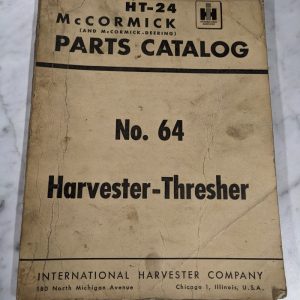 HT-24
McCORMICK
(AND McCORMICK-DEERING)
PARTS CATALOG
No. 64
Harvester-Thresher
INTERNATIONAL HARVESTER COMPANY
180 North Michigan Avenue Chicago 1, Illinois, U.S.A.